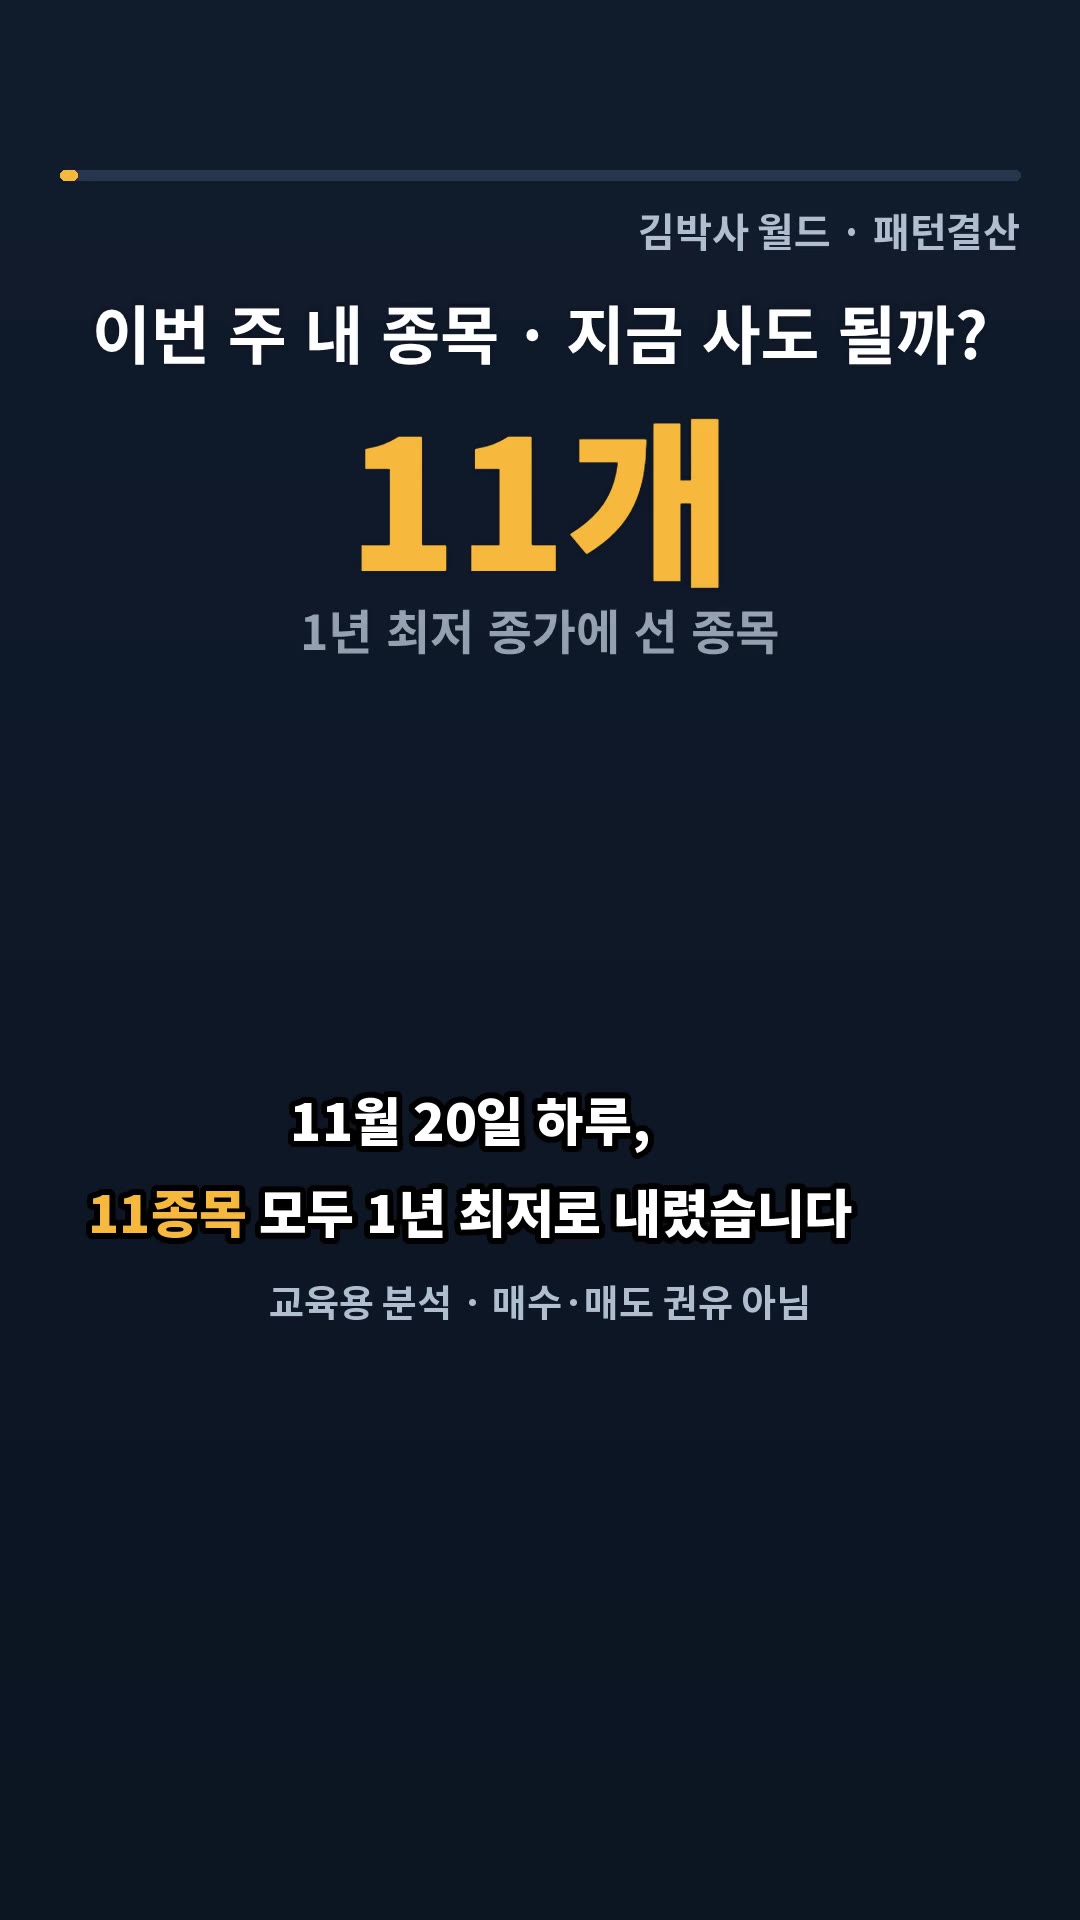 김박사 월드 · 패턴결산
이번 주 내 종목 · 지금 사도 될까?
11개
1년 최저 종가에 선 종목
11월 20일 하루,
11종목 모두 1년 최저로 내렸습니다
교육용 분석 · 매수·매도 권유 아님